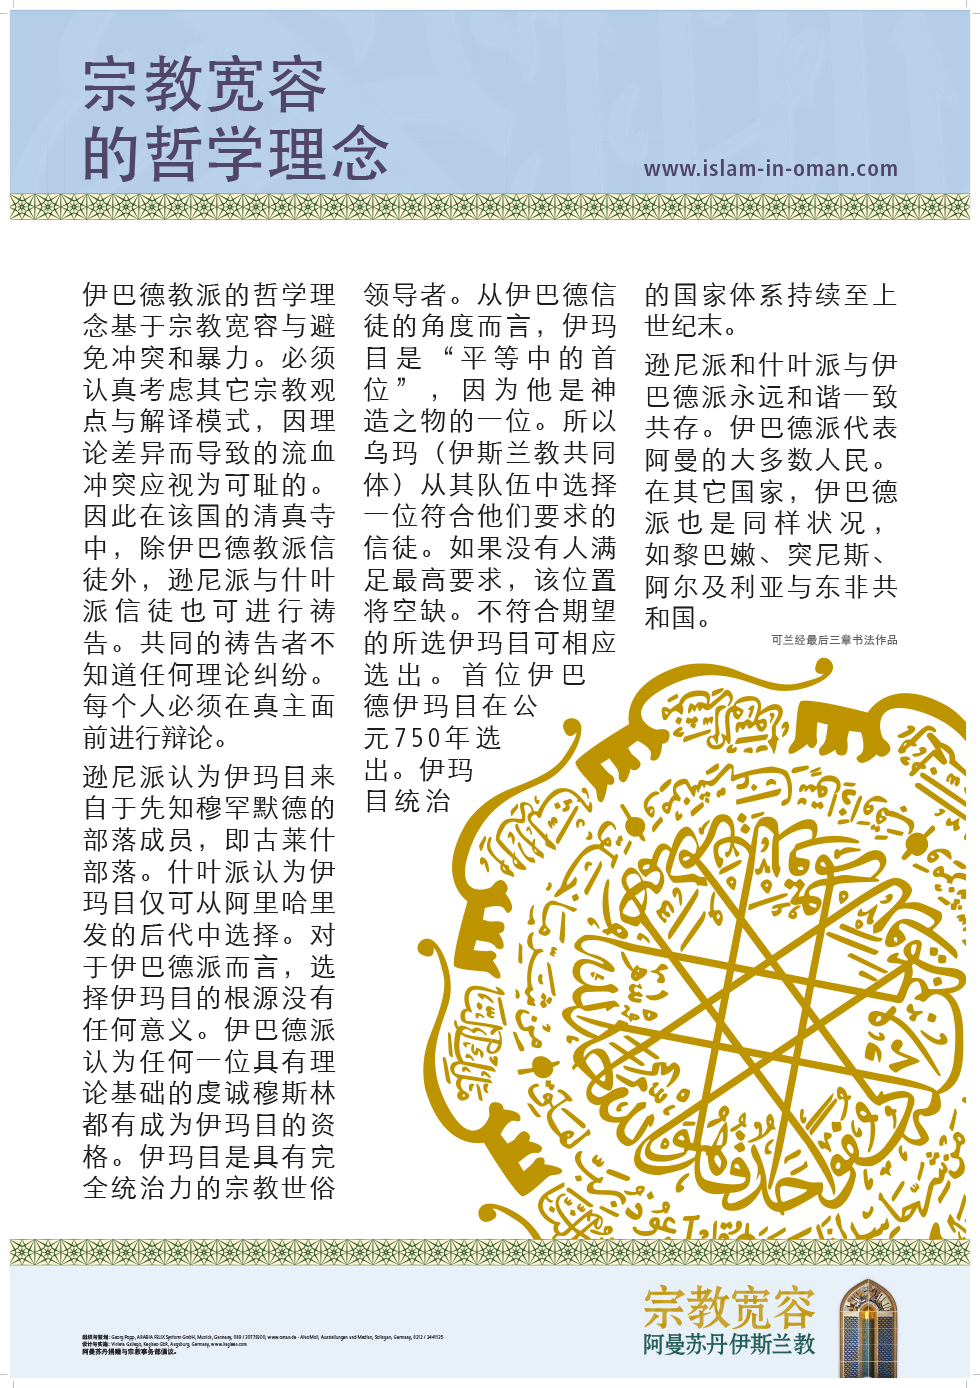 宗教宽容
的哲学理念
www.islam-in-oman.com
伊巴德教派的哲学理
念基于宗教宽容与避
免冲突和暴力。必须
认真考虑其它宗教观
点与解译模式，因理
论差异而导致的流血
冲突应视为可耻的。
因此在该国的清真寺
中，除伊巴德教派信
徒外，逊尼派与什叶
派信徒也可进行祷
告。共同的祷告者不
知道任何理论纠纷。
每个人必须在真主面
前进行辩论。
逊尼派认为伊玛目来
自于先知穆罕默德的
部落成员，即古莱什
部落。什叶派认为伊
玛目仅可从阿里哈里
发的后代中选择。对
于伊巴德派而言，选
择伊玛目的根源没有
任何意义。伊巴德派
认为任何一位具有理
论基础的虔诚穆斯林
都有成为伊玛目的资
格。伊玛目是具有完
全统治力的宗教世俗
领导者。从伊巴德信
徒的角度而言，伊玛
目是“平等中的首
位”，因为他是神
造之物的一位。所以
乌玛（伊斯兰教共同
体）从其队伍中选择
一位符合他们要求的
信徒。如果没有人满
足最高要求，该位置
将空缺。不符合期望
的所选伊玛目可相应
选出。首位伊巴
德伊玛目在公
元750年选
出。伊玛
目统治
的国家体系持续至上
世纪末。
逊尼派和什叶派与伊
巴德派永远和谐一致
共存。伊巴德派代表
阿曼的大多数人民。
在其它国家，伊巴德
派也是同样状况，
如黎巴嫩、突尼斯、
阿尔及利亚与东非共
和国。
可兰经最后三章书法作品
宗教宽容
阿曼苏丹伊斯兰教